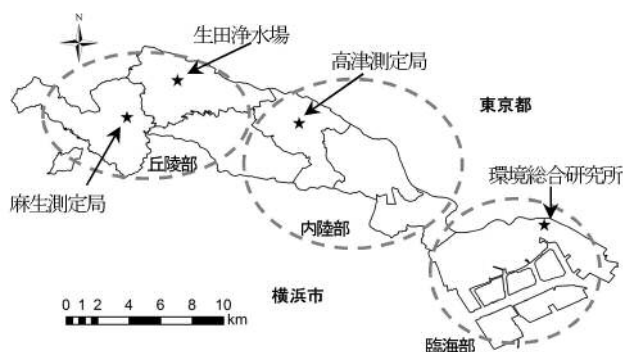 N
生田浄水場
高津測定局
東京都
丘陵部
麻生測定局
環境総合研究所
内陸部
横浜市
0 1 2 4 6 8 10
km
臨海部